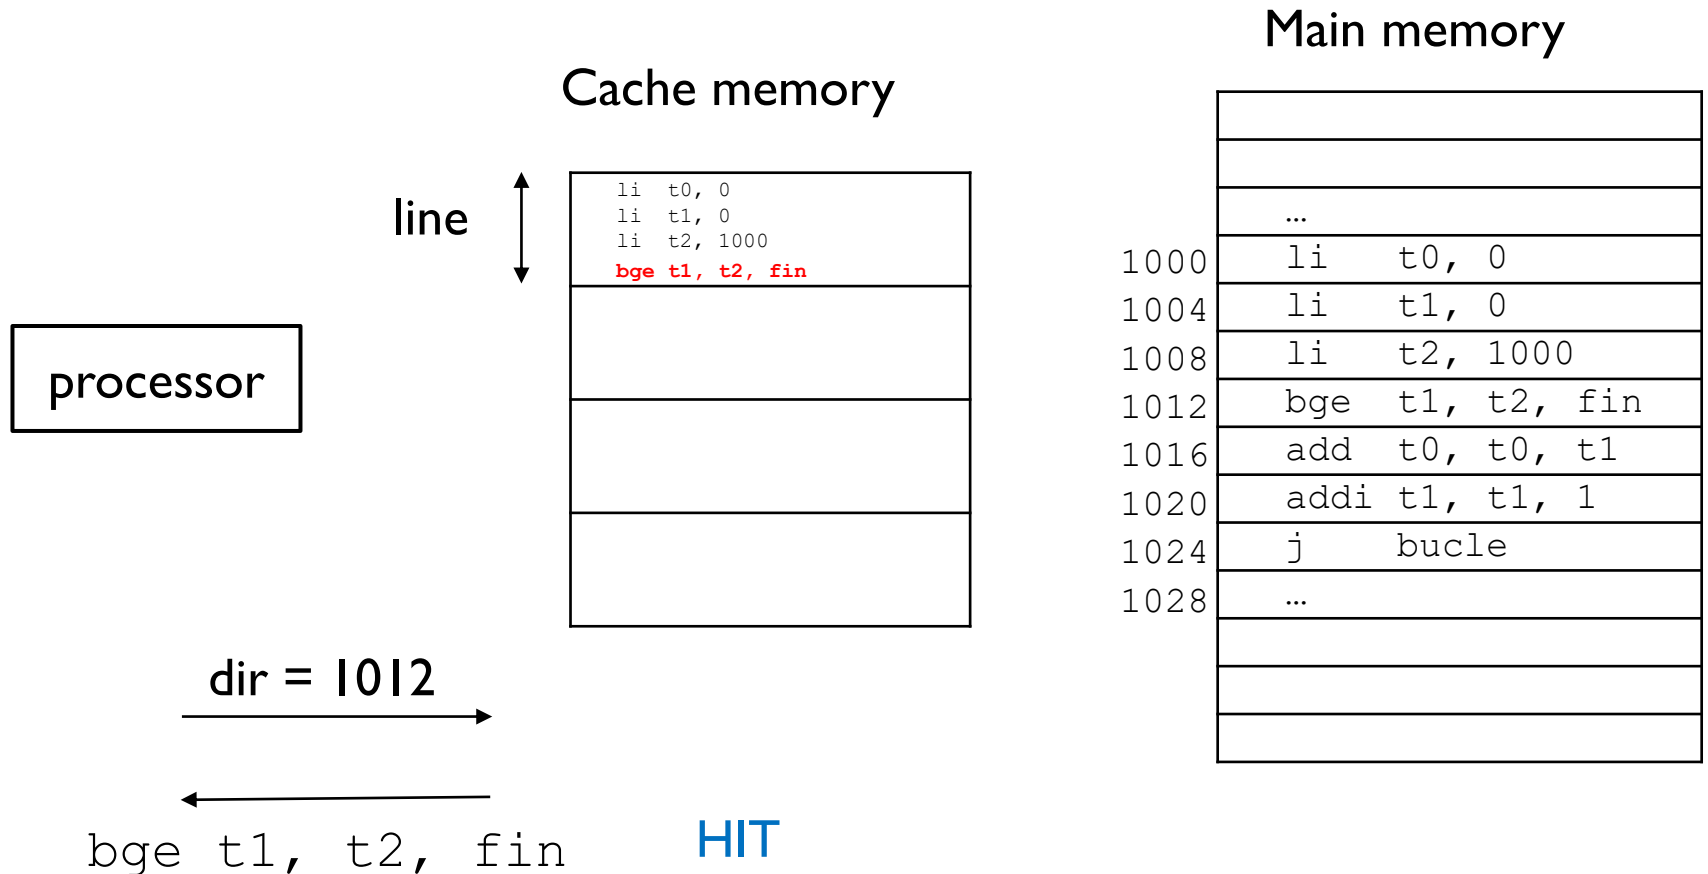 Main memory
Cache memory
line
li t0, 0
li t1, 0
li t2, 1000
bge t1, t2, fin
processor
…
1000 li t0, 0
1004 li t1, 0
1008 li t2, 1000
1012 bge t1, t2, fin
1016 add t0, t0, t1
1020 addi t1, t1, 1
1024 j bucle
1028 …
dir = 1012
bge t1, t2, fin
HIT